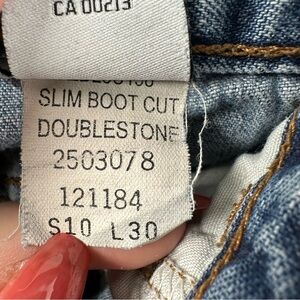 CA 00213
SLIM BOOT CUT
DOUBLESTONE
2503078
121184
S10 L30